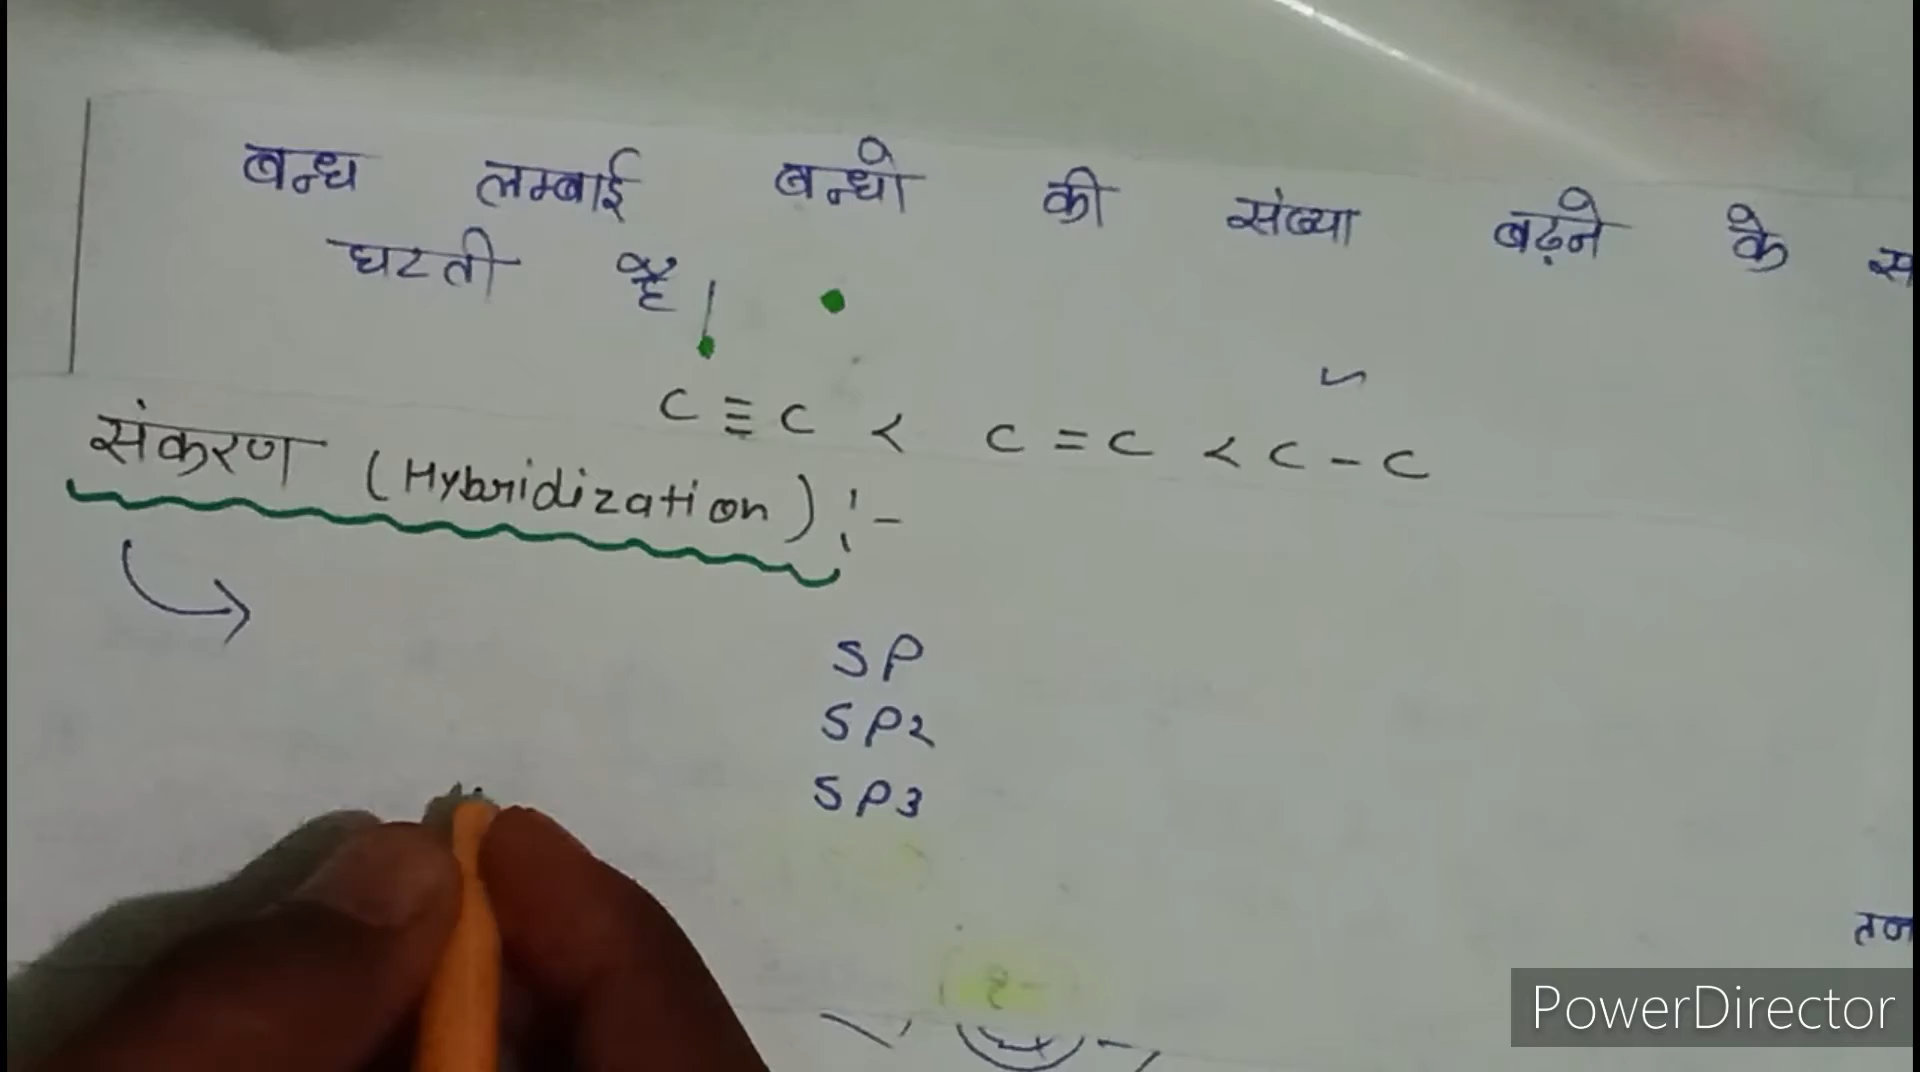 बन्ध लम्बाई बन्धो की संख्या बढ़ने के
घटती है।
C ≡ C < C = C < C - C
संकरण (Hybridization) :-
SP
SP2
SP3
PowerDirector